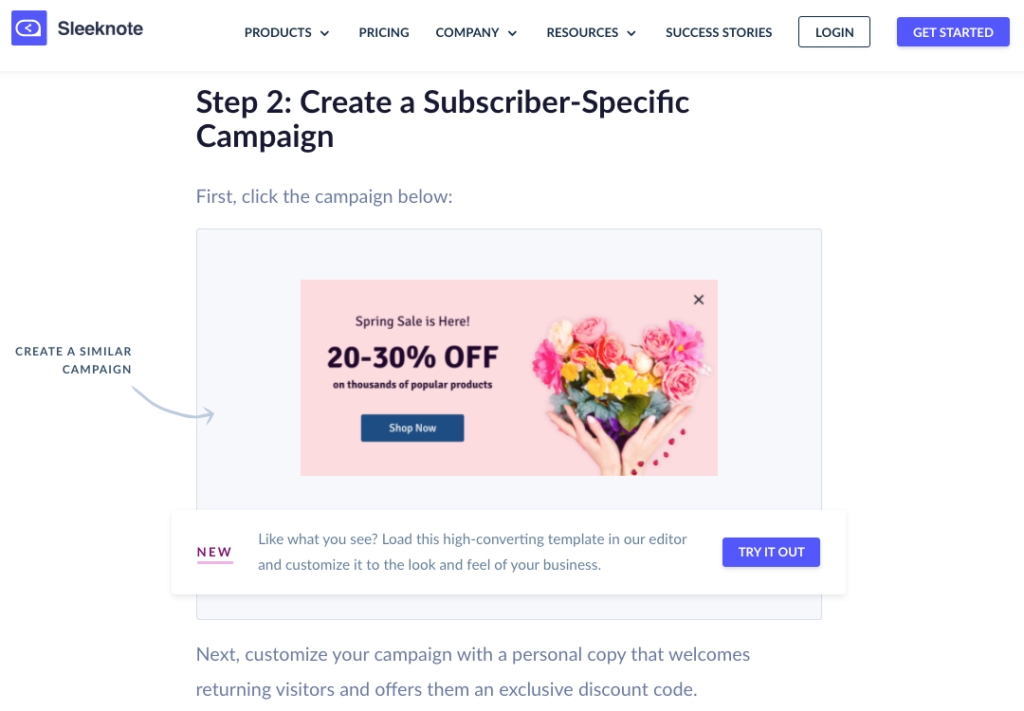 Sleeknote
PRODUCTS PRICING COMPANY RESOURCES SUCCESS STORIES LOGIN GET STARTED
Step 2: Create a Subscriber-Specific
Campaign
First, click the campaign below:
CREATE A SIMILAR
CAMPAIGN
Spring Sale is Here!
20-30% OFF
on thousands of popular products
Shop Now
NEW
Like what you see? Load this high-converting template in our editor
and customize it to the look and feel of your business.
TRY IT OUT
Next, customize your campaign with a personal copy that welcomes
returning visitors and offers them an exclusive discount code.